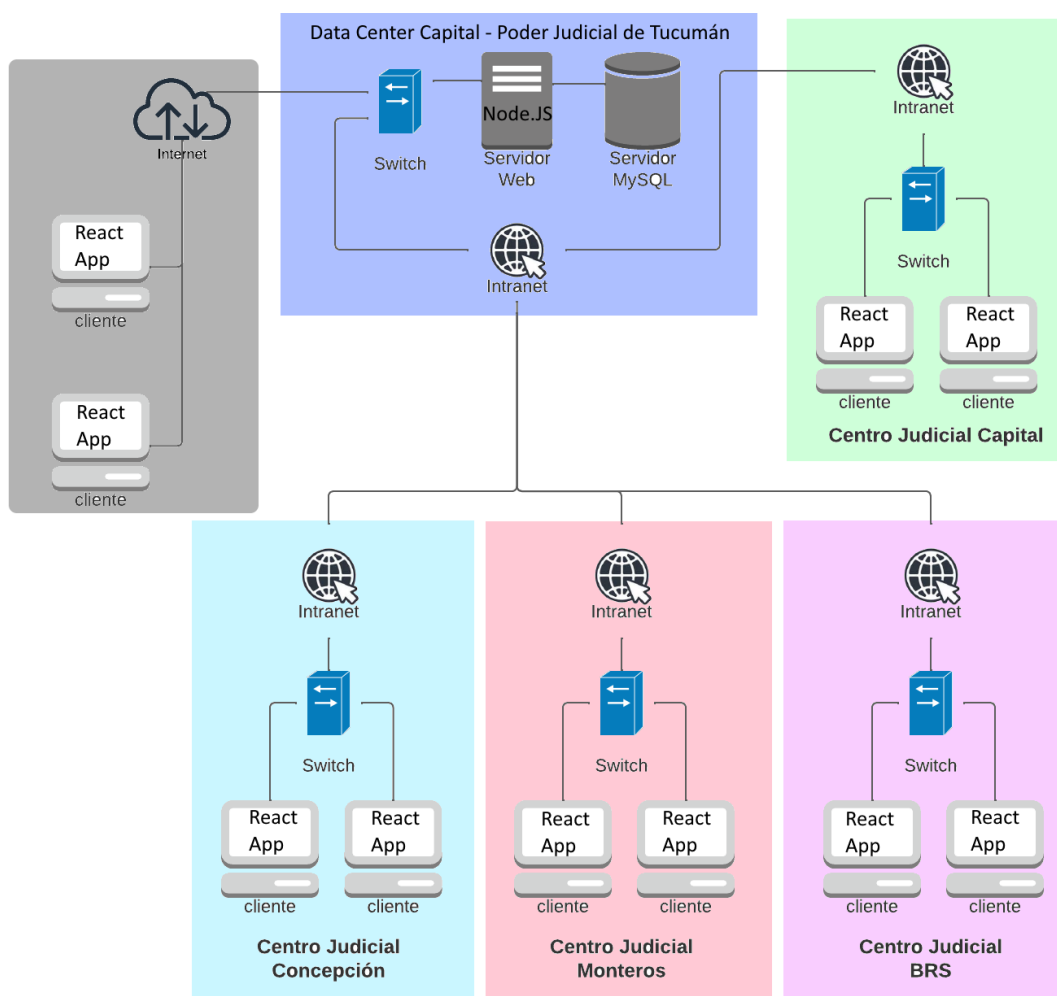 Data Center Capital - Poder Judicial de Tucumán
Internet
React
App
cliente
React
App
cliente
Switch
Node.JS
Servidor
Web
Servidor
MySQL
Intranet
Intranet
Switch
React
App
cliente
React
App
cliente
Centro Judicial Capital
Intranet
Switch
React
App
cliente
React
App
cliente
Centro Judicial
Concepción
Intranet
Switch
React
App
cliente
React
App
cliente
Centro Judicial
Monteros
Intranet
Switch
React
App
cliente
React
App
cliente
Centro Judicial
BRS